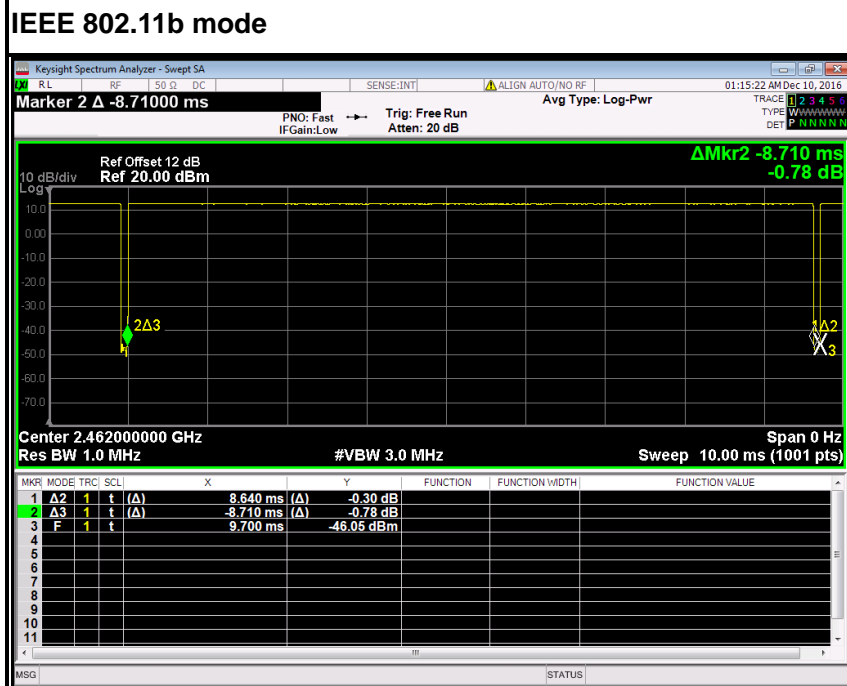 IEEE 802.11b mode
Keysight Spectrum Analyzer - Swept SA
LXI RL RF 50 Ω DC SENSE:INT ALIGN AUTO/NO RF 01:15:22 AM Dec 10, 2016
Marker 2 Δ -8.71000 ms
PNO: Fast
IFGain:Low
Trig: Free Run
Atten: 20 dB
Avg Type: Log-Pwr
TRACE 1 2 3 4 5 6
TYPE WWWWWWW
DET P N N N N N
ΔMkr2 -8.710 ms
-0.78 dB
Ref Offset 12 dB
10 dB/div Ref 20.00 dBm
Log
10.0
0.00
-10.0
-20.0
-30.0
-40.0
-50.0
-60.0
-70.0
2Δ3
1Δ2
3
Center 2.462000000 GHz Span 0 Hz
Res BW 1.0 MHz #VBW 3.0 MHz Sweep 10.00 ms (1001 pts)
MKR MODE TRC SCL X Y FUNCTION FUNCTION WIDTH FUNCTION VALUE
1 Δ2 1 t (Δ) 8.640 ms (Δ) -0.30 dB
2 Δ3 1 t (Δ) -8.710 ms (Δ) -0.78 dB
3 F 1 t 9.700 ms -46.05 dBm
4
5
6
7
8
9
10
11
MSG STATUS